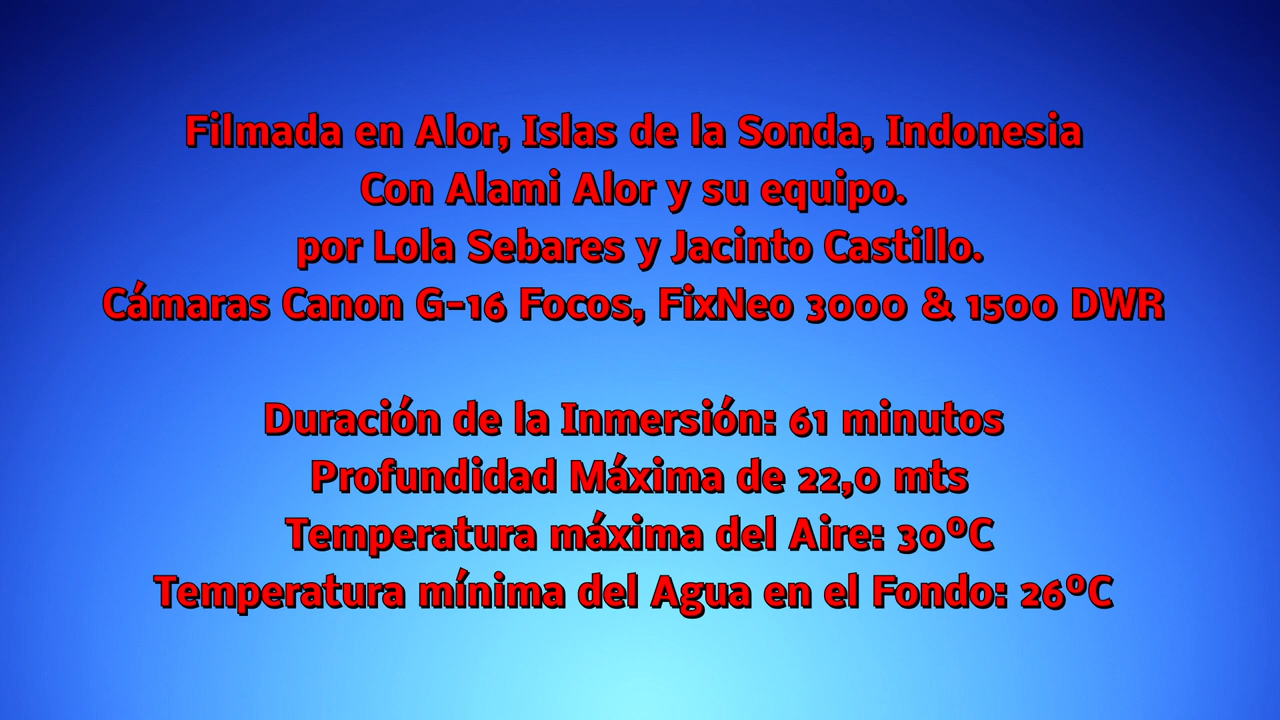 Filmada en Alor, Islas de la Sonda, Indonesia
Con Alami Alor y su equipo.
por Lola Sebares y Jacinto Castillo.
Cámaras Canon G-16 Focos, FixNeo 3000 & 1500 DWR
Duración de la Inmersión: 61 minutos
Profundidad Máxima de 22,0 mts
Temperatura máxima del Aire: 30ºC
Temperatura mínima del Agua en el Fondo: 26ºC